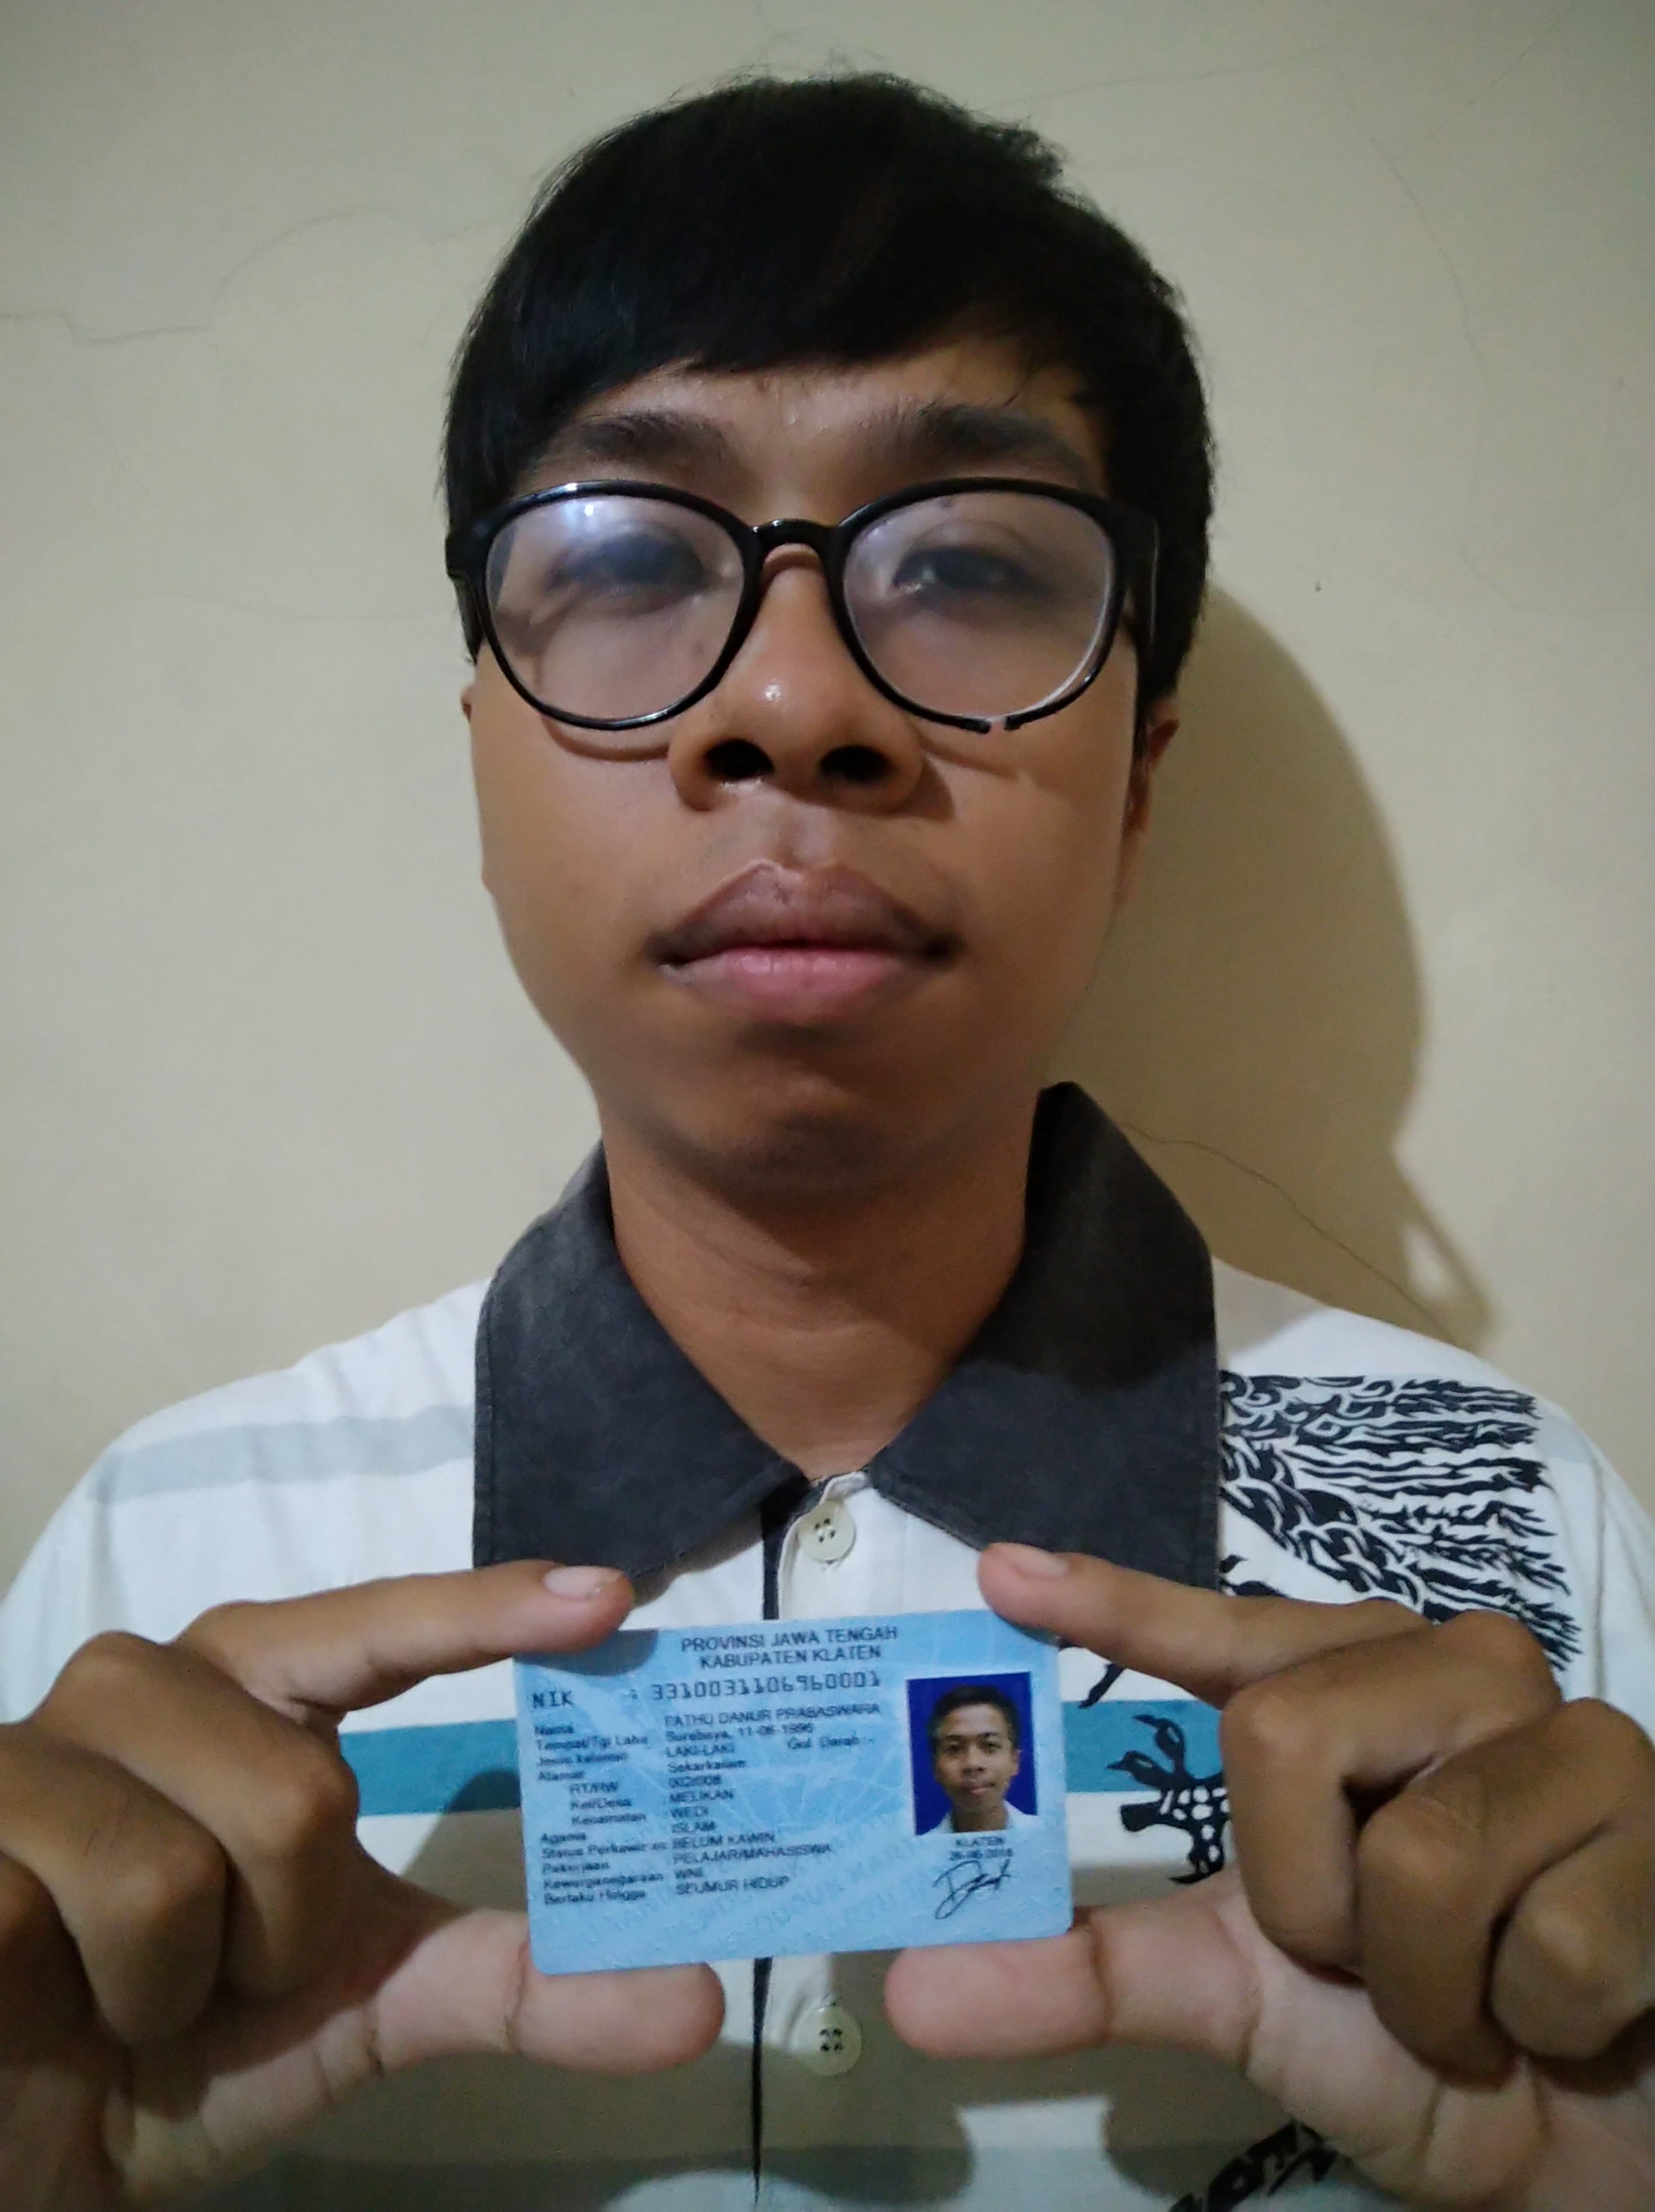 PROVINSI JAWA TENGAH
KABUPATEN KLATEN
NIK : 3310031106960001
Nama : FATHU DANUR PRABASWARA
Tempat/Tgl Lahir : Surabaya, 11-06-1996
Jenis Kelamin : LAKI-LAKI Gol. Darah : -
Alamat : Sekarkalam
RT/RW : 002/008
Kel/Desa : MELIKAN
Kecamatan : WEDI
Agama : ISLAM
Status Perkawinan: BELUM KAWIN
Pekerjaan : PELAJAR/MAHASISWA
Kewarganegaraan: WNI
Berlaku Hingga : SEUMUR HIDUP
KLATEN